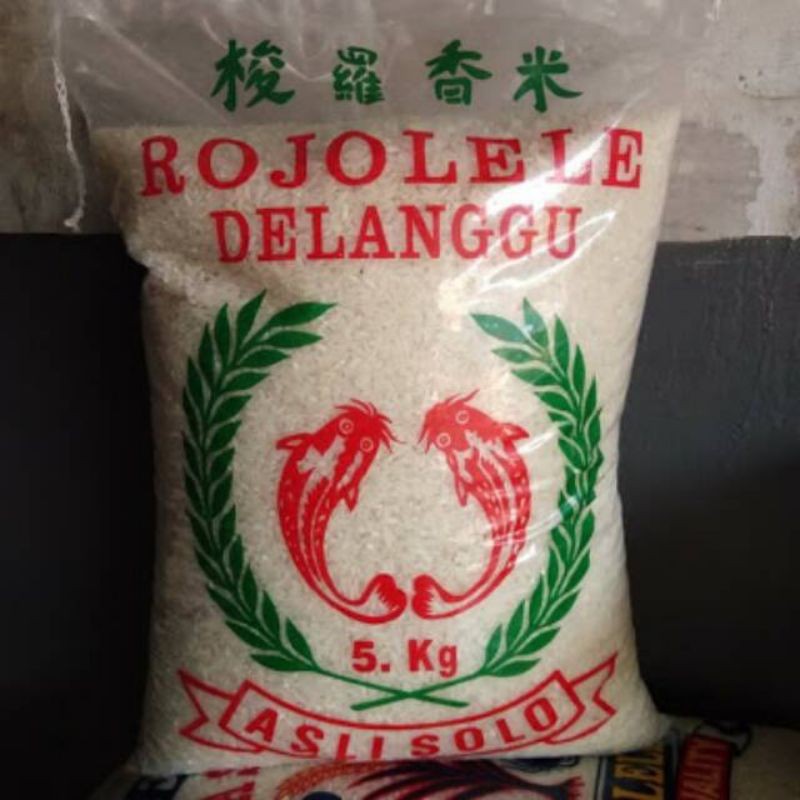 梭羅香米
ROJOLELE
DELANGGU
5. Kg
ASLI SOLO